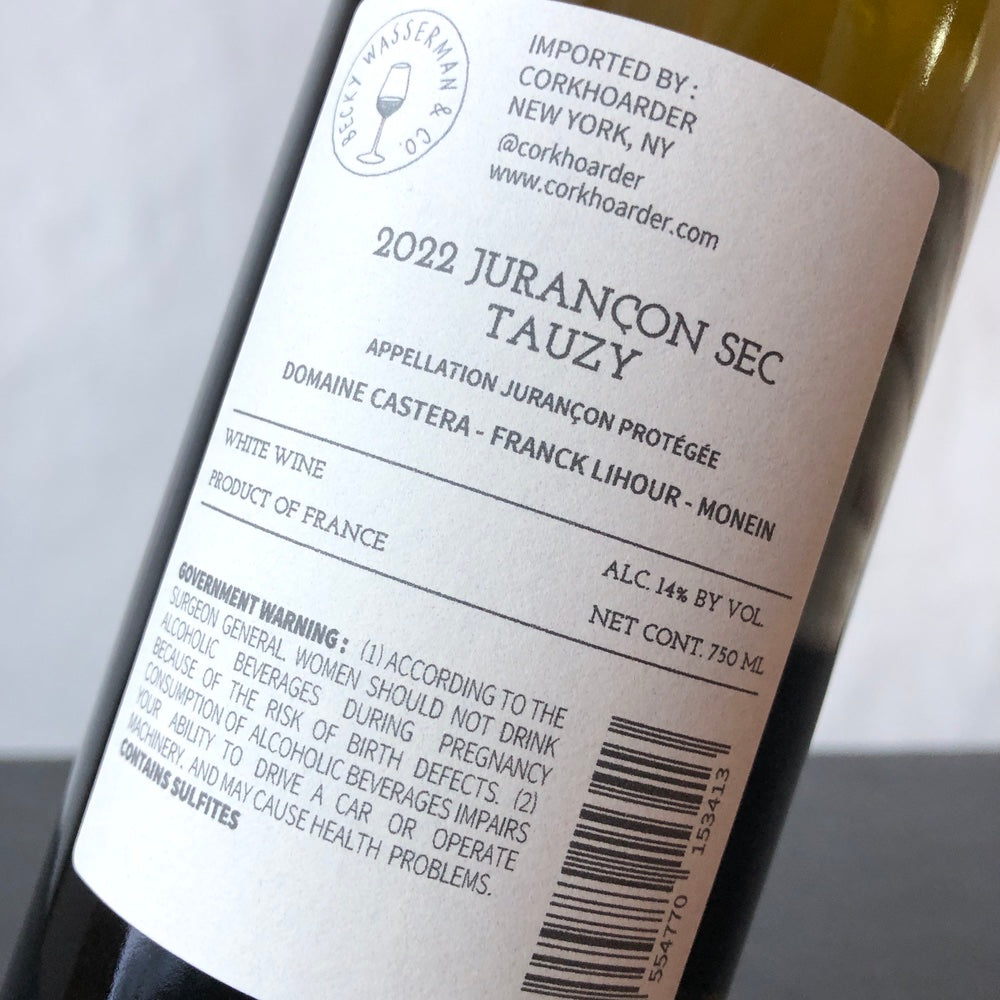 BECKY WASSERMAN & CO.
IMPORTED BY:
CORKHOARDER
NEW YORK, NY
@corkhoarder
www.corkhoarder.com
2022 JURANÇON SEC
TAUZY
APPELLATION JURANÇON PROTÉGÉE
DOMAINE CASTERA - FRANCK LIHOUR - MONEIN
WHITE WINE
ALC. 14% BY VOL.
PRODUCT OF FRANCE
NET CONT. 750 ML
GOVERNMENT WARNING: (1) ACCORDING TO THE
SURGEON GENERAL, WOMEN SHOULD NOT DRINK
ALCOHOLIC BEVERAGES DURING PREGNANCY
BECAUSE OF THE RISK OF BIRTH DEFECTS. (2)
CONSUMPTION OF ALCOHOLIC BEVERAGES IMPAIRS
YOUR ABILITY TO DRIVE A CAR OR OPERATE
MACHINERY, AND MAY CAUSE HEALTH PROBLEMS.
CONTAINS SULFITES
554770 153413